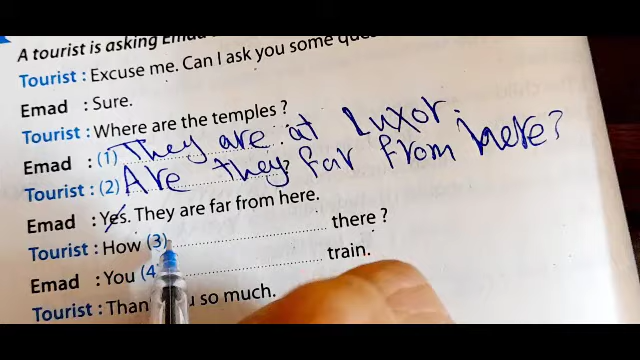 A tourist is asking Emad
Tourist : Excuse me. Can I ask you some
Emad : Sure.
Tourist : Where are the temples ?
Emad : (1) They are at Luxor.
Tourist : (2) Are they far from here?
Emad : Yes. They are far from here.
Tourist : How (3) .................... there ?
Emad : You (4) .................... train.
Tourist : so much.